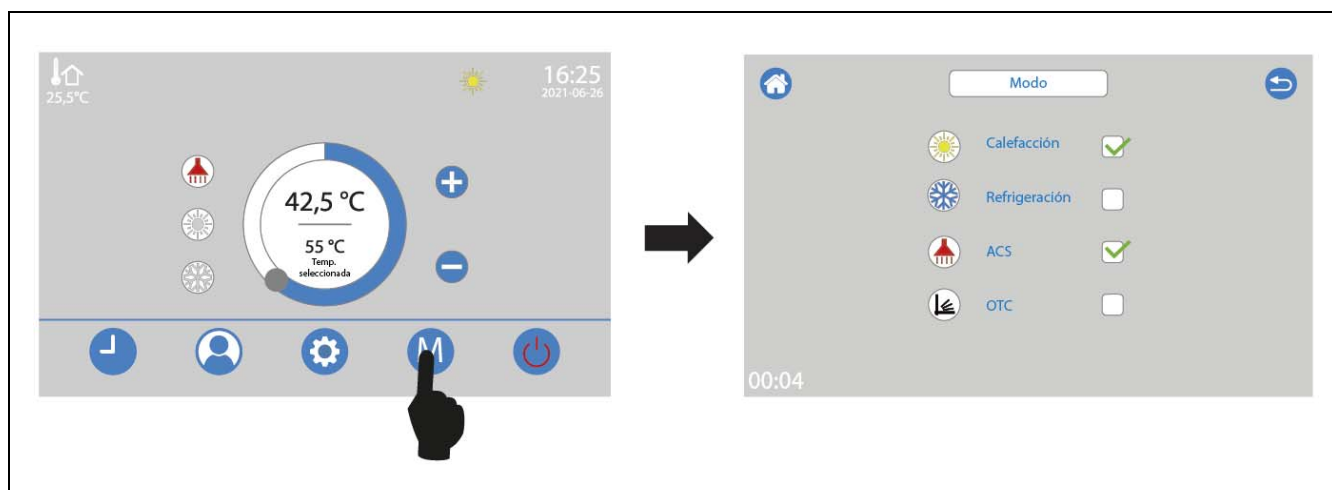 16:25
25,5°C
2021-06-26
42,5 °C
55 °C
Temp.
seleccionada
M
Modo
Calefacción
Refrigeración
ACS
OTC
00:04